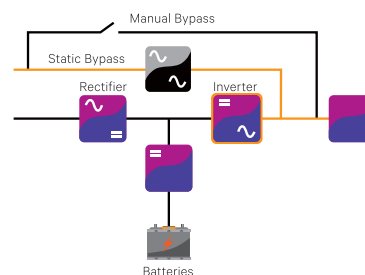 Manual Bypass
Static Bypass
Rectifier
Inverter
Batteries